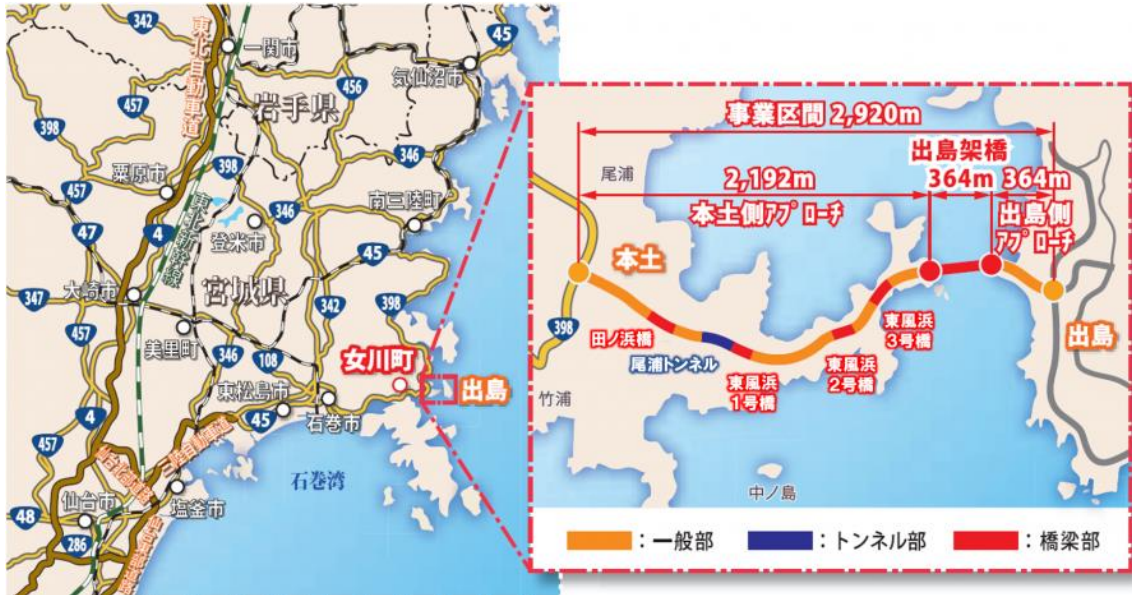 342
45
一関市
気仙沼市
東北自動車道
457
456
岩手県
398
457
398
346
栗原市
南三陸町
457
346
東北新幹線
登米市
47
4
45
宮城県
347
大崎市
342
398
457
美里町
346
108
女川町
東松島市
出島
4
45
石巻市
457
三陸自動車道
石巻湾
仙台市
塩釜市
48
286
事業区間 2,920m
出島架橋
尾浦
2,192m
364m
364m
本土側アプローチ
出島側
アプローチ
本土
398
田ノ浜橋
東風浜
3号橋
出島
尾浦トンネル
東風浜
2号橋
東風浜
1号橋
竹浦
中ノ島
：一般部
：トンネル部
：橋梁部